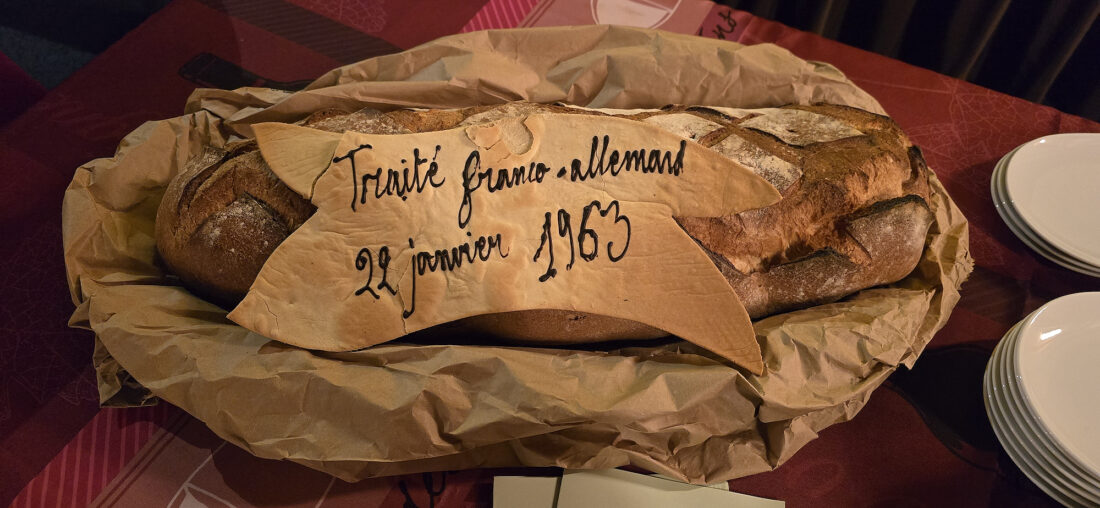 Traité franco-allemand
22 janvier 1963